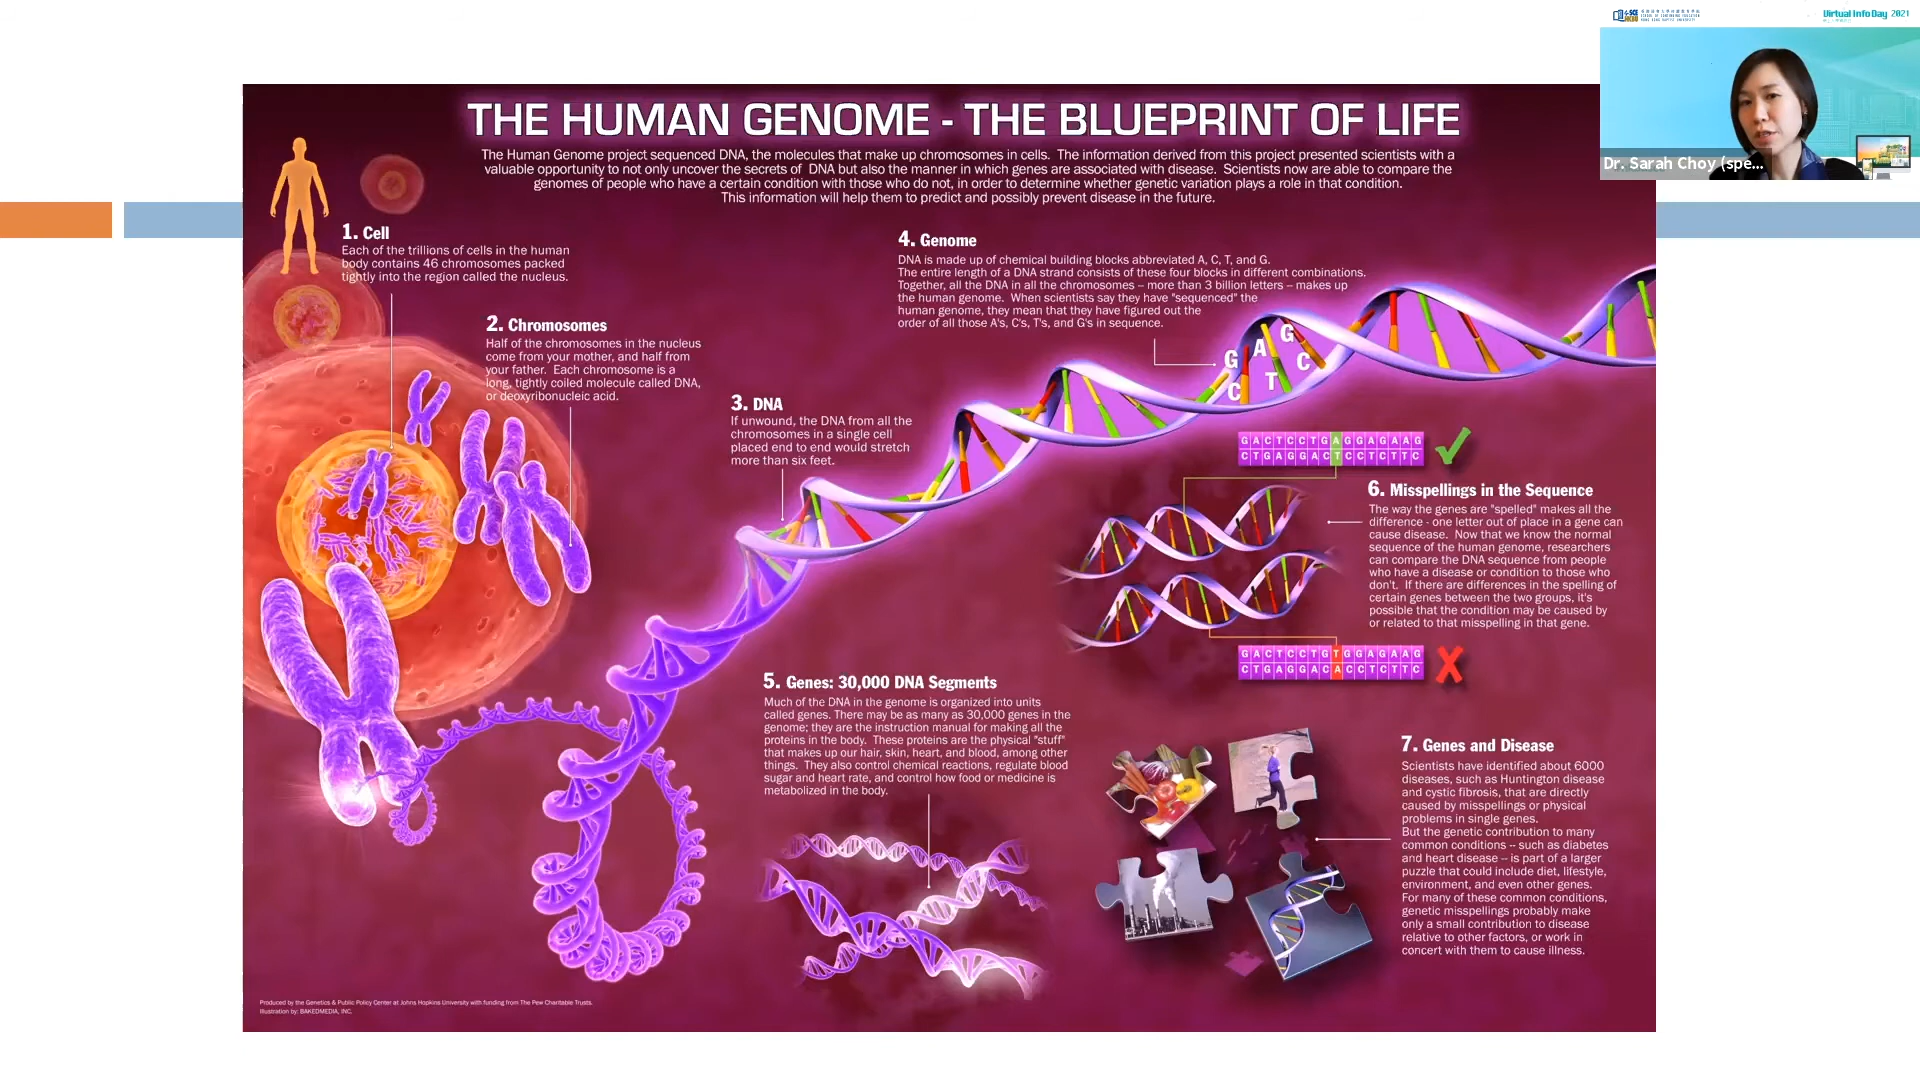 Virtual Info Day 2021
Dr. Sarah Choy (spe...
THE HUMAN GENOME - THE BLUEPRINT OF LIFE
The Human Genome project sequenced DNA, the molecules that make up chromosomes in cells. The information derived from this project presented scientists with a
valuable opportunity to not only uncover the secrets of DNA but also the manner in which genes are associated with disease. Scientists now are able to compare the
genomes of people who have a certain condition with those who do not, in order to determine whether genetic variation plays a role in that condition.
This information will help them to predict and possibly prevent disease in the future.
1. Cell
Each of the trillions of cells in the human
body contains 46 chromosomes packed
tightly into the region called the nucleus.
2. Chromosomes
Half of the chromosomes in the nucleus
come from your mother, and half from
your father. Each chromosome is a
long, tightly coiled molecule called DNA,
or deoxyribonucleic acid.
3. DNA
If unwound, the DNA from all the
chromosomes in a single cell
placed end to end would stretch
more than six feet.
4. Genome
DNA is made up of chemical building blocks abbreviated A, C, T, and G.
The entire length of a DNA strand consists of these four blocks in different combinations.
Together, all the DNA in all the chromosomes -- more than 3 billion letters -- makes up
the human genome. When scientists say they have "sequenced" the
human genome, they mean that they have figured out the
order of all those A's, C's, T's, and G's in sequence.
G A G
C T C
GACTCCTGAGGAGAAG
CTGAGGACTCCTCTTC
6. Misspellings in the Sequence
The way the genes are "spelled" makes all the
difference - one letter out of place in a gene can
cause disease. Now that we know the normal
sequence of the human genome, researchers
can compare the DNA sequence from people
who have a disease or condition to those who
don't. If there are differences in the spelling of
certain genes between the two groups, it's
possible that the condition may be caused by
or related to that misspelling in that gene.
GACTCCTGTGGAGAAG
CTGAGGACACCTCTTC
5. Genes: 30,000 DNA Segments
Much of the DNA in the genome is organized into units
called genes. There may be as many as 30,000 genes in the
genome; they are the instruction manual for making all the
proteins in the body. These proteins are the physical "stuff"
that makes up our hair, skin, heart, and blood, among other
things. They also control chemical reactions, regulate blood
sugar and heart rate, and control how food or medicine is
metabolized in the body.
7. Genes and Disease
Scientists have identified about 6000
diseases, such as Huntington disease
and cystic fibrosis, that are directly
caused by misspellings or physical
problems in single genes.
But the genetic contribution to many
common conditions -- such as diabetes
and heart disease -- is part of a larger
puzzle that could include diet, lifestyle,
environment, and even other genes.
For many of these common conditions,
genetic misspellings probably make
only a small contribution to disease
relative to other factors, or work in
concert with them to cause illness.
Produced by the Genetics & Public Policy Center at Johns Hopkins University with funding from The Pew Charitable Trusts.
Illustration by: BAKEDMEDIA, INC.